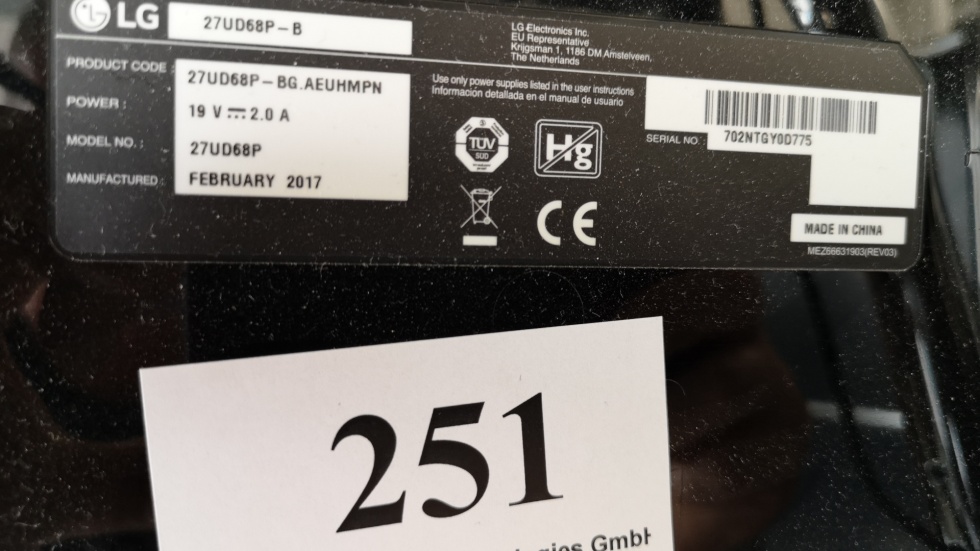 LG 27UD68P-B
LG Electronics Inc.
EU Representative
Krijgsman 1, 1186 DM Amstelveen,
The Netherlands
PRODUCT CODE : 27UD68P-BG.AEUHMPN
POWER : 19 V 2.0 A
MODEL NO. : 27UD68P
MANUFACTURED : FEBRUARY 2017
Use only power supplies listed in the user instructions
Información detallada en el manual de usuario
TÜV
SÜD
Hg
CE
SERIAL NO. 702NTGY0D775
MADE IN CHINA
MEZ66631903(REV03)
251
GmbH